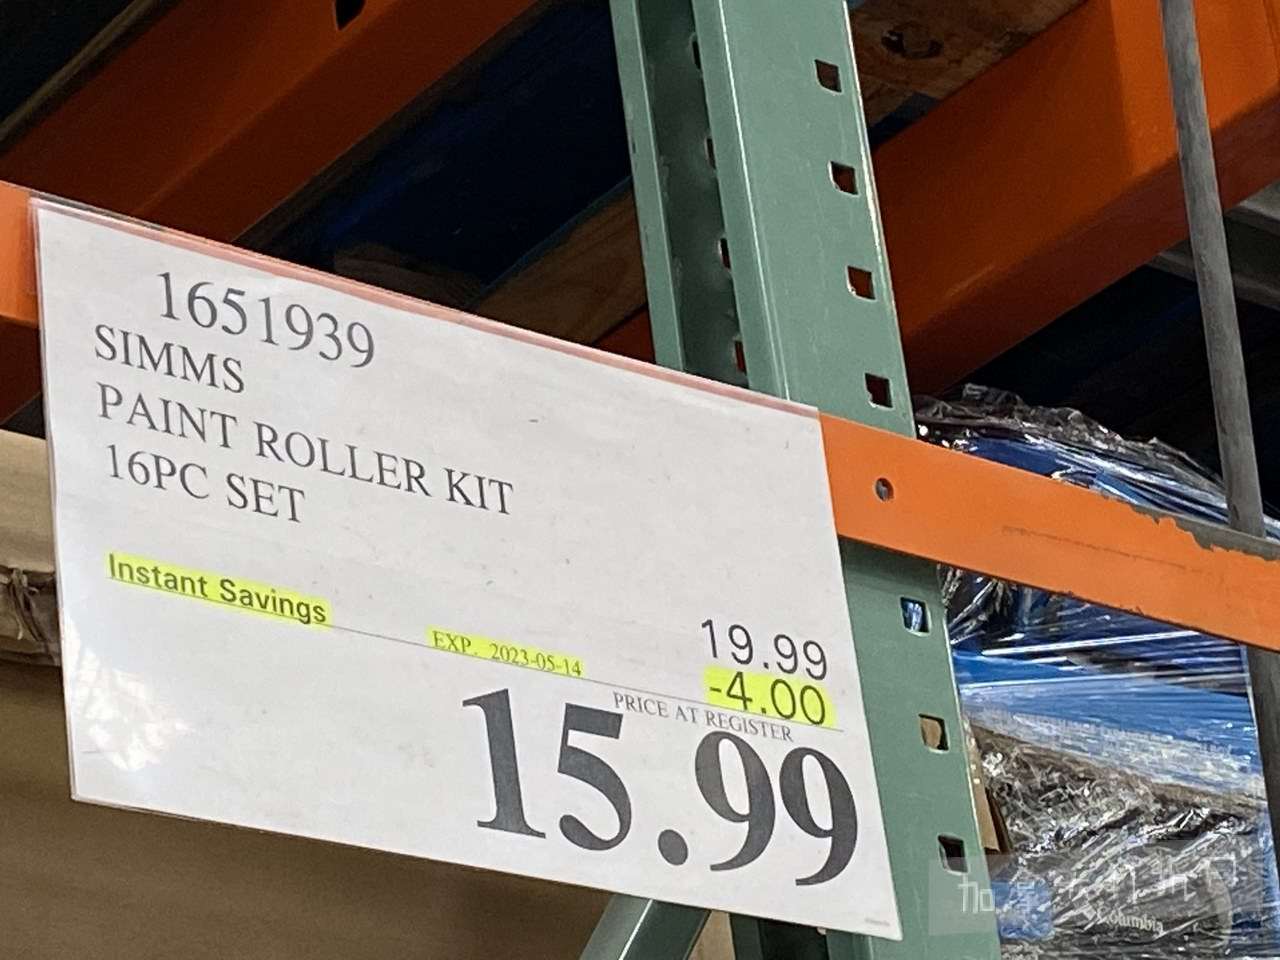 1651939
SIMMS
PAINT ROLLER KIT
16PC SET
Instant Savings
EXP. 2023-05-14
19.99
-4.00
PRICE AT REGISTER
15.99
Columbia